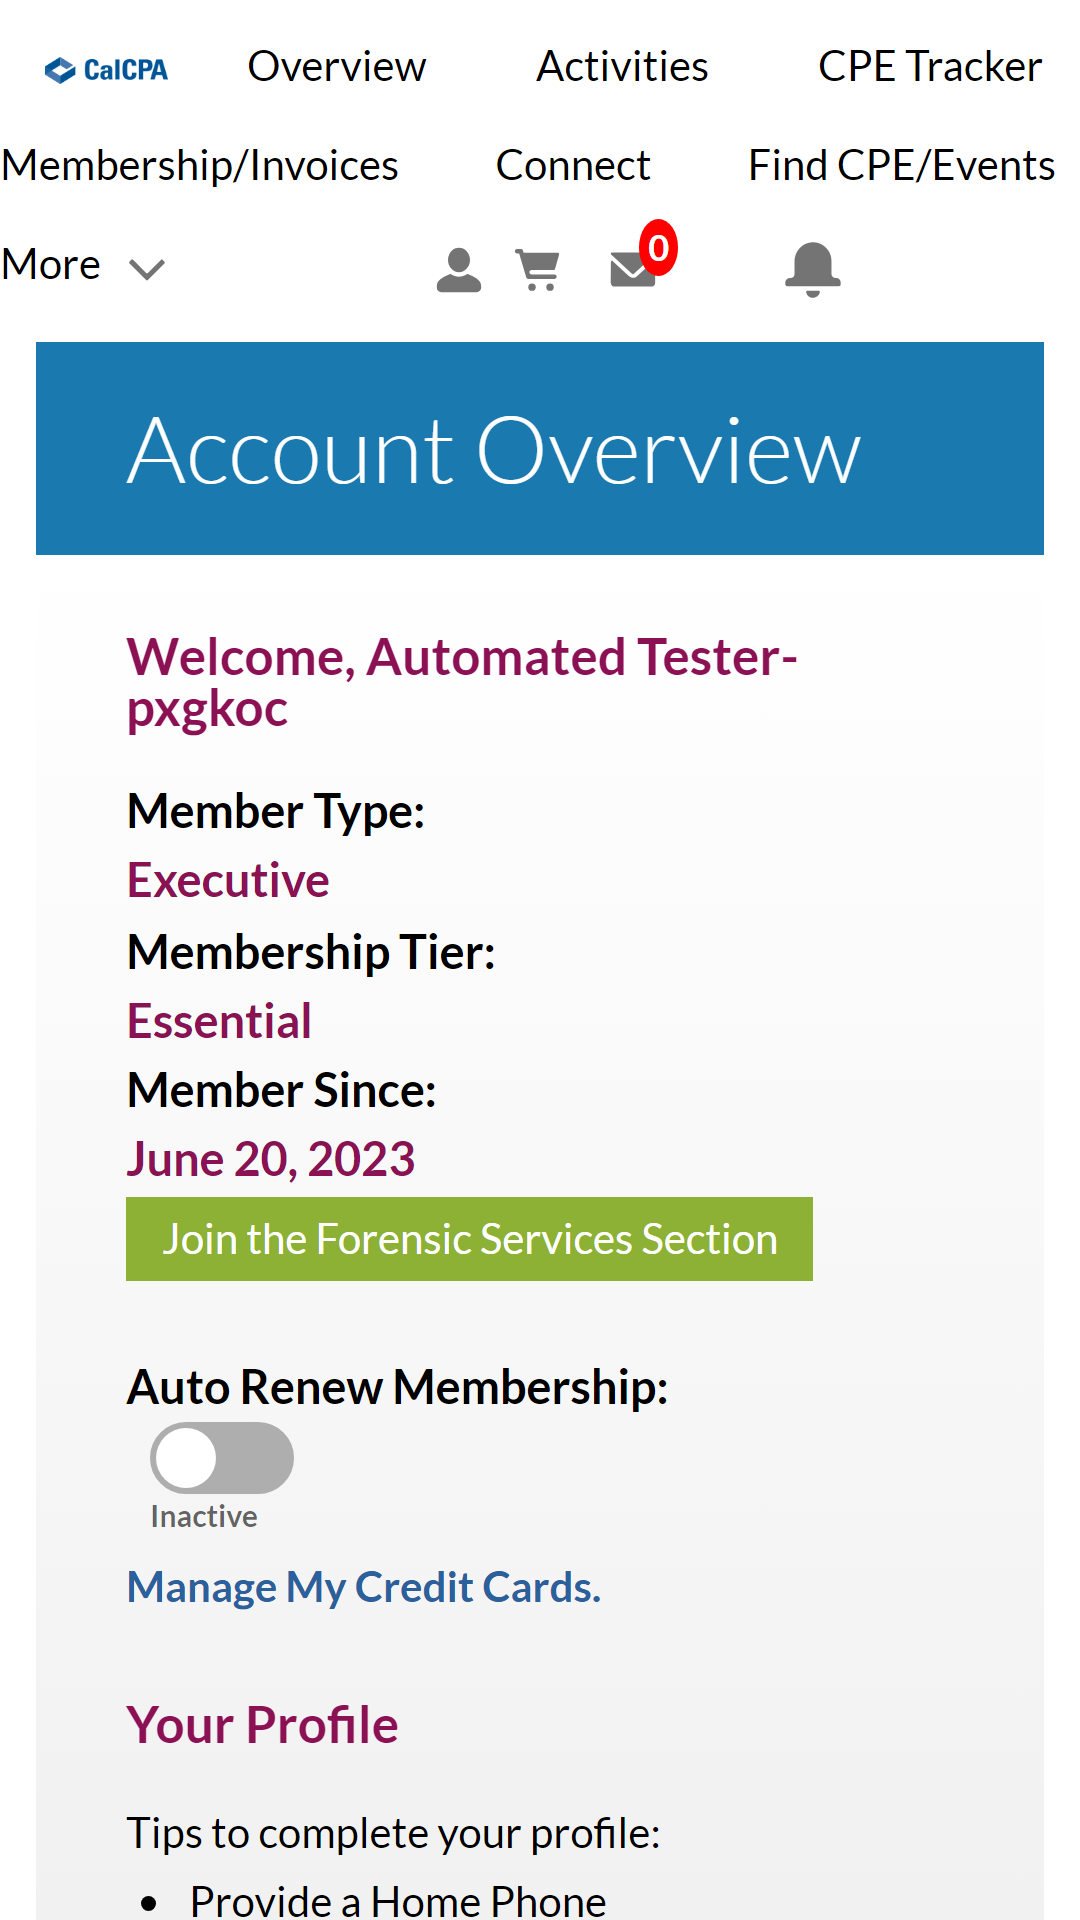 CalCPA Overview Activities CPE Tracker
Membership/Invoices Connect Find CPE/Events
More 0
Account Overview
Welcome, Automated Tester-
pxgkoc
Member Type:
Executive
Membership Tier:
Essential
Member Since:
June 20, 2023
Join the Forensic Services Section
Auto Renew Membership:
Inactive
Manage My Credit Cards.
Your Profile
Tips to complete your profile:
• Provide a Home Phone